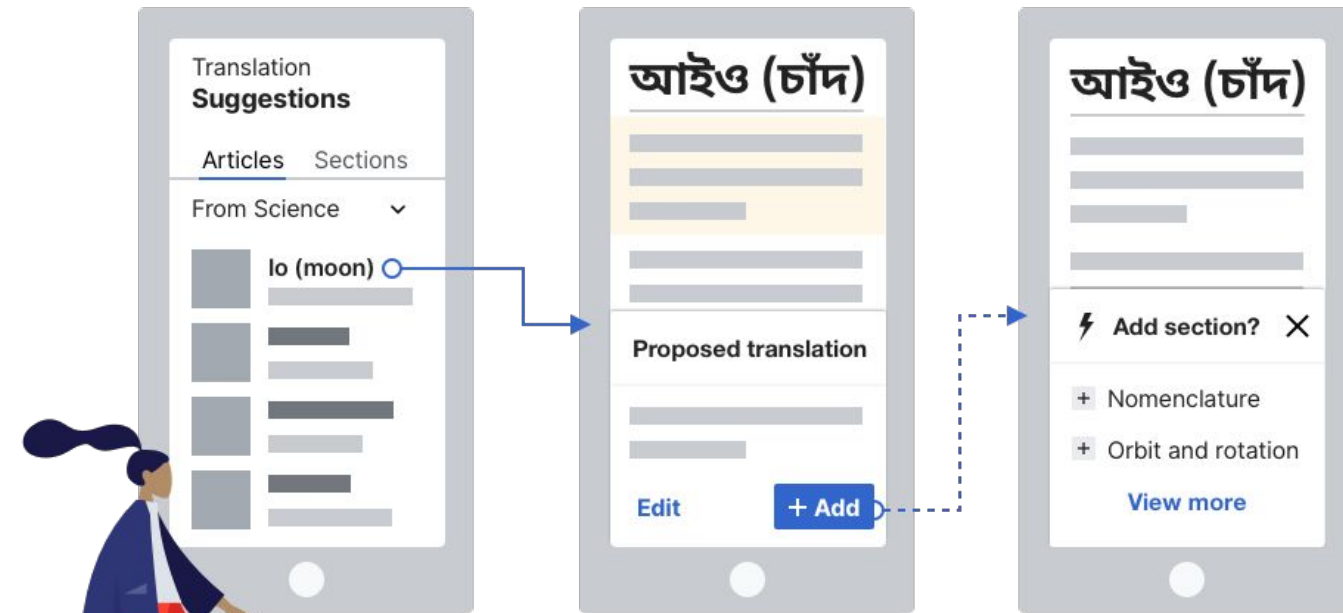 Translation
Suggestions
Articles Sections
From Science
Io (moon)
আইও (চাঁদ)
Proposed translation
Edit + Add
আইও (চাঁদ)
Add section?
+ Nomenclature
+ Orbit and rotation
View more